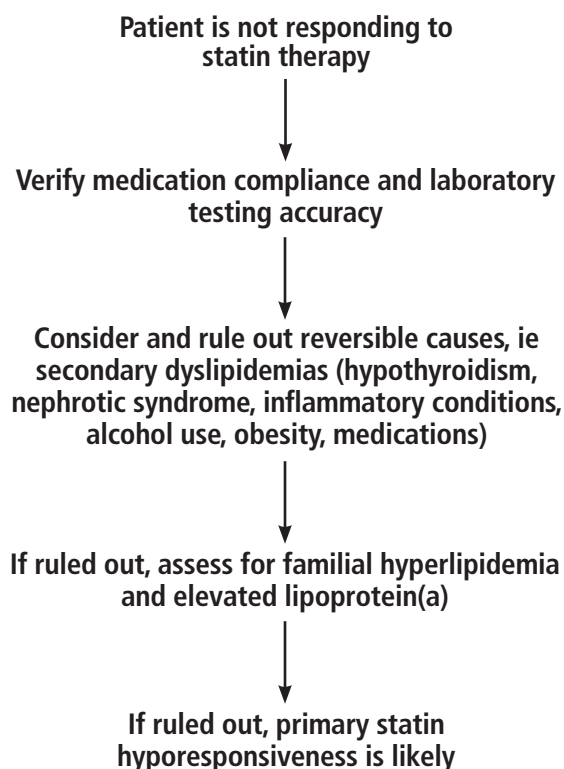 Patient is not responding to
statin therapy
Verify medication compliance and laboratory
testing accuracy
Consider and rule out reversible causes, ie
secondary dyslipidemias (hypothyroidism,
nephrotic syndrome, inflammatory conditions,
alcohol use, obesity, medications)
If ruled out, assess for familial hyperlipidemia
and elevated lipoprotein(a)
If ruled out, primary statin
hyporesponsiveness is likely